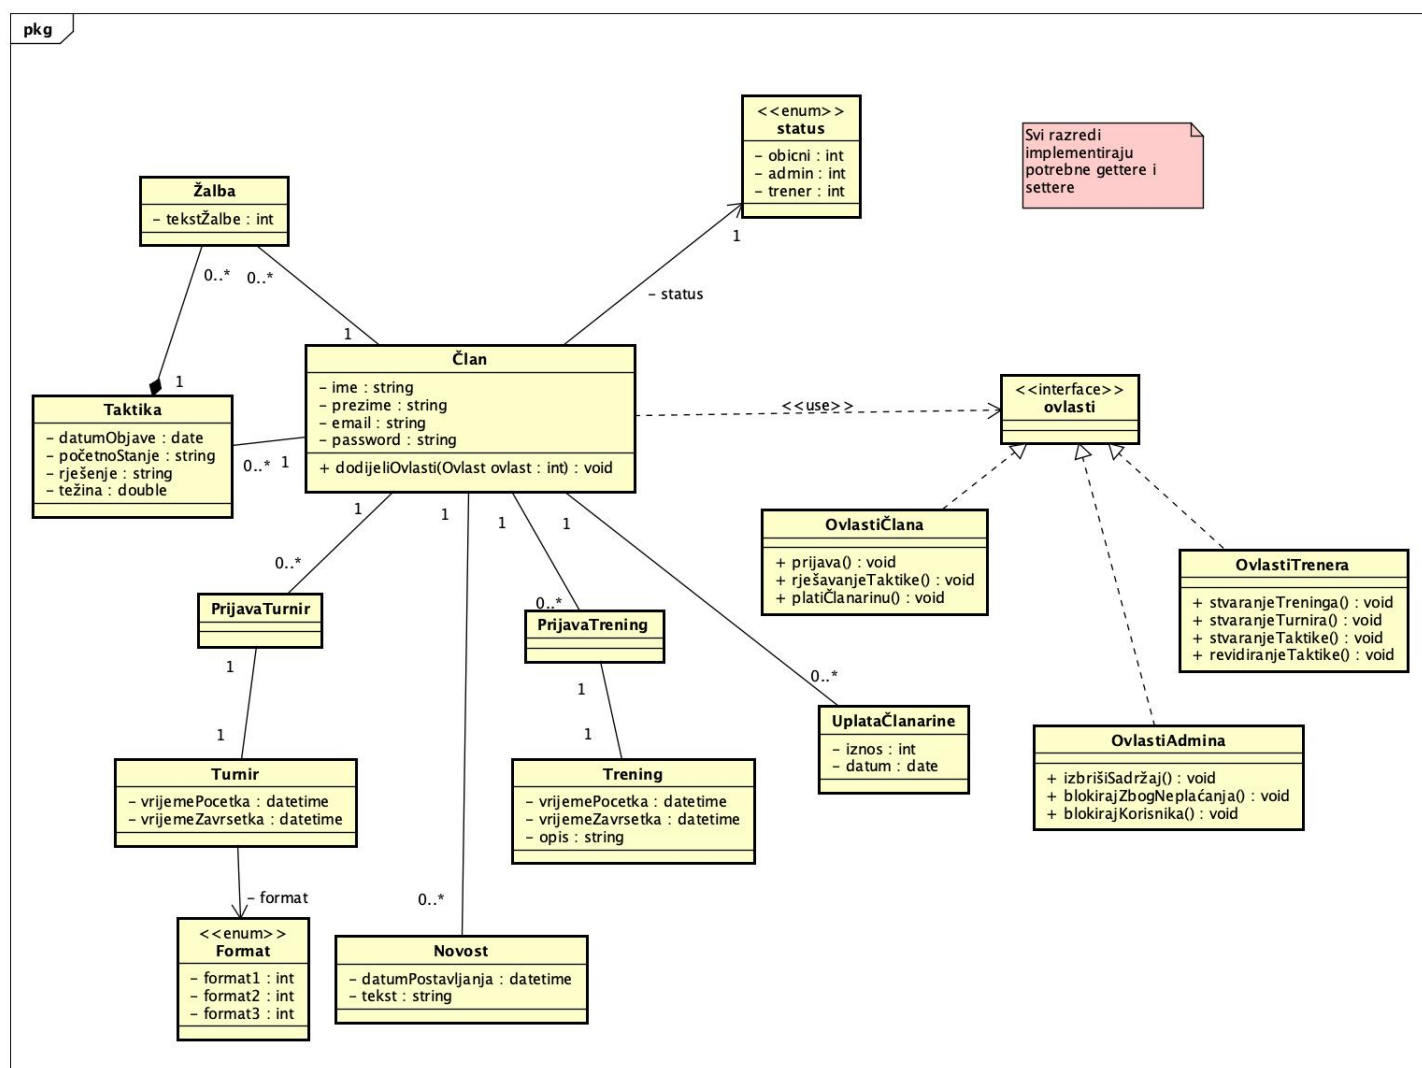 pkg
<<enum>>
status
– obicni : int
– admin : int
– trener : int
Svi razredi
implementiraju
potrebne gettere i
settere
Žalba
– tekstŽalbe : int
0..*
0..*
1
– status
1
1
Član
– ime : string
– prezime : string
– email : string
– password : string
+ dodijeliOvlasti(Ovlast ovlast : int) : void
<<use>>
<<interface>>
ovlasti
Taktika
– datumObjave : date
– početnoStanje : string
– rješenje : string
– težina : double
0..*
1
1
1
1
1
OvlastiČlana
+ prijava() : void
+ rješavanjeTaktike() : void
+ platiČlanarinu() : void
OvlastiTrenera
+ stvaranjeTreninga() : void
+ stvaranjeTurnira() : void
+ stvaranjeTaktike() : void
+ revidiranjeTaktike() : void
0..*
PrijavaTurnir
0..*
PrijavaTrening
1
1
1
1
0..*
UplataČlanarine
– iznos : int
– datum : date
OvlastiAdmina
+ izbrišiSadržaj() : void
+ blokirajZbogNeplaćanja() : void
+ blokirajKorisnika() : void
Turnir
– vrijemePocetka : datetime
– vrijemeZavrsetka : datetime
Trening
– vrijemePocetka : datetime
– vrijemeZavrsetka : datetime
– opis : string
– format
0..*
<<enum>>
Format
– format1 : int
– format2 : int
– format3 : int
Novost
– datumPostavljanja : datetime
– tekst : string